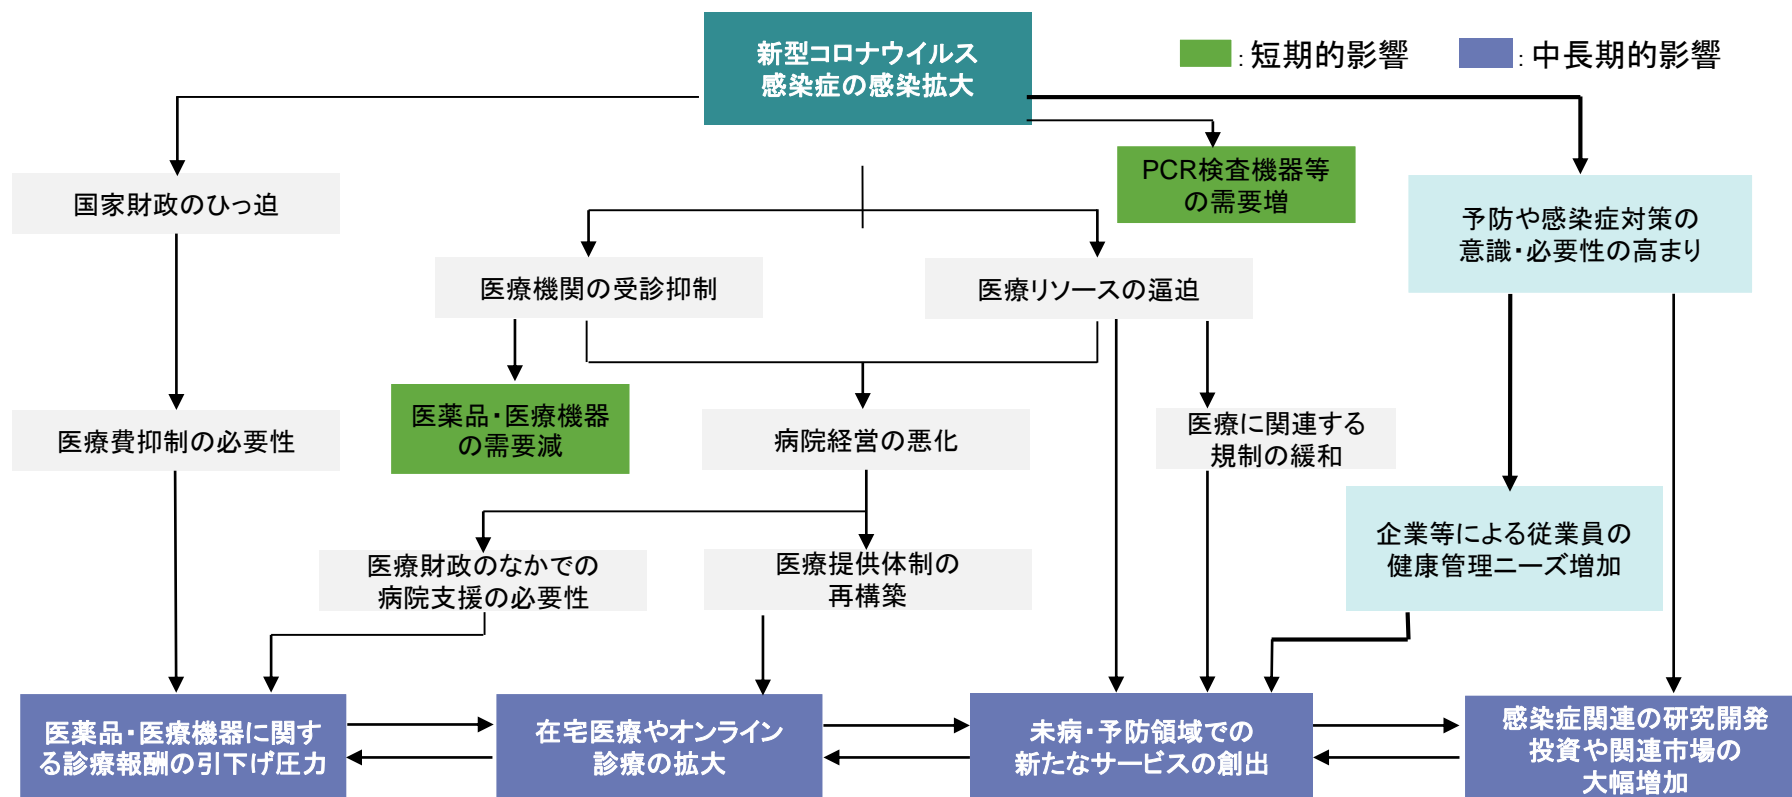 新型コロナウイルス
感染症の感染拡大
:短期的影響
:中長期的影響
PCR検査機器等
の需要増
国家財政のひっ迫
予防や感染症対策の
意識・必要性の高まり
医療機関の受診抑制
医療リソースの逼迫
医薬品・医療機器
の需要減
医療費抑制の必要性
病院経営の悪化
医療に関連する
規制の緩和
企業等による従業員の
健康管理ニーズ増加
医療財政のなかでの
病院支援の必要性
医療提供体制の
再構築
医薬品・医療機器に関す
る診療報酬の引下げ圧力
在宅医療やオンライン
診療の拡大
未病・予防領域での
新たなサービスの創出
感染症関連の研究開発
投資や関連市場の
大幅増加